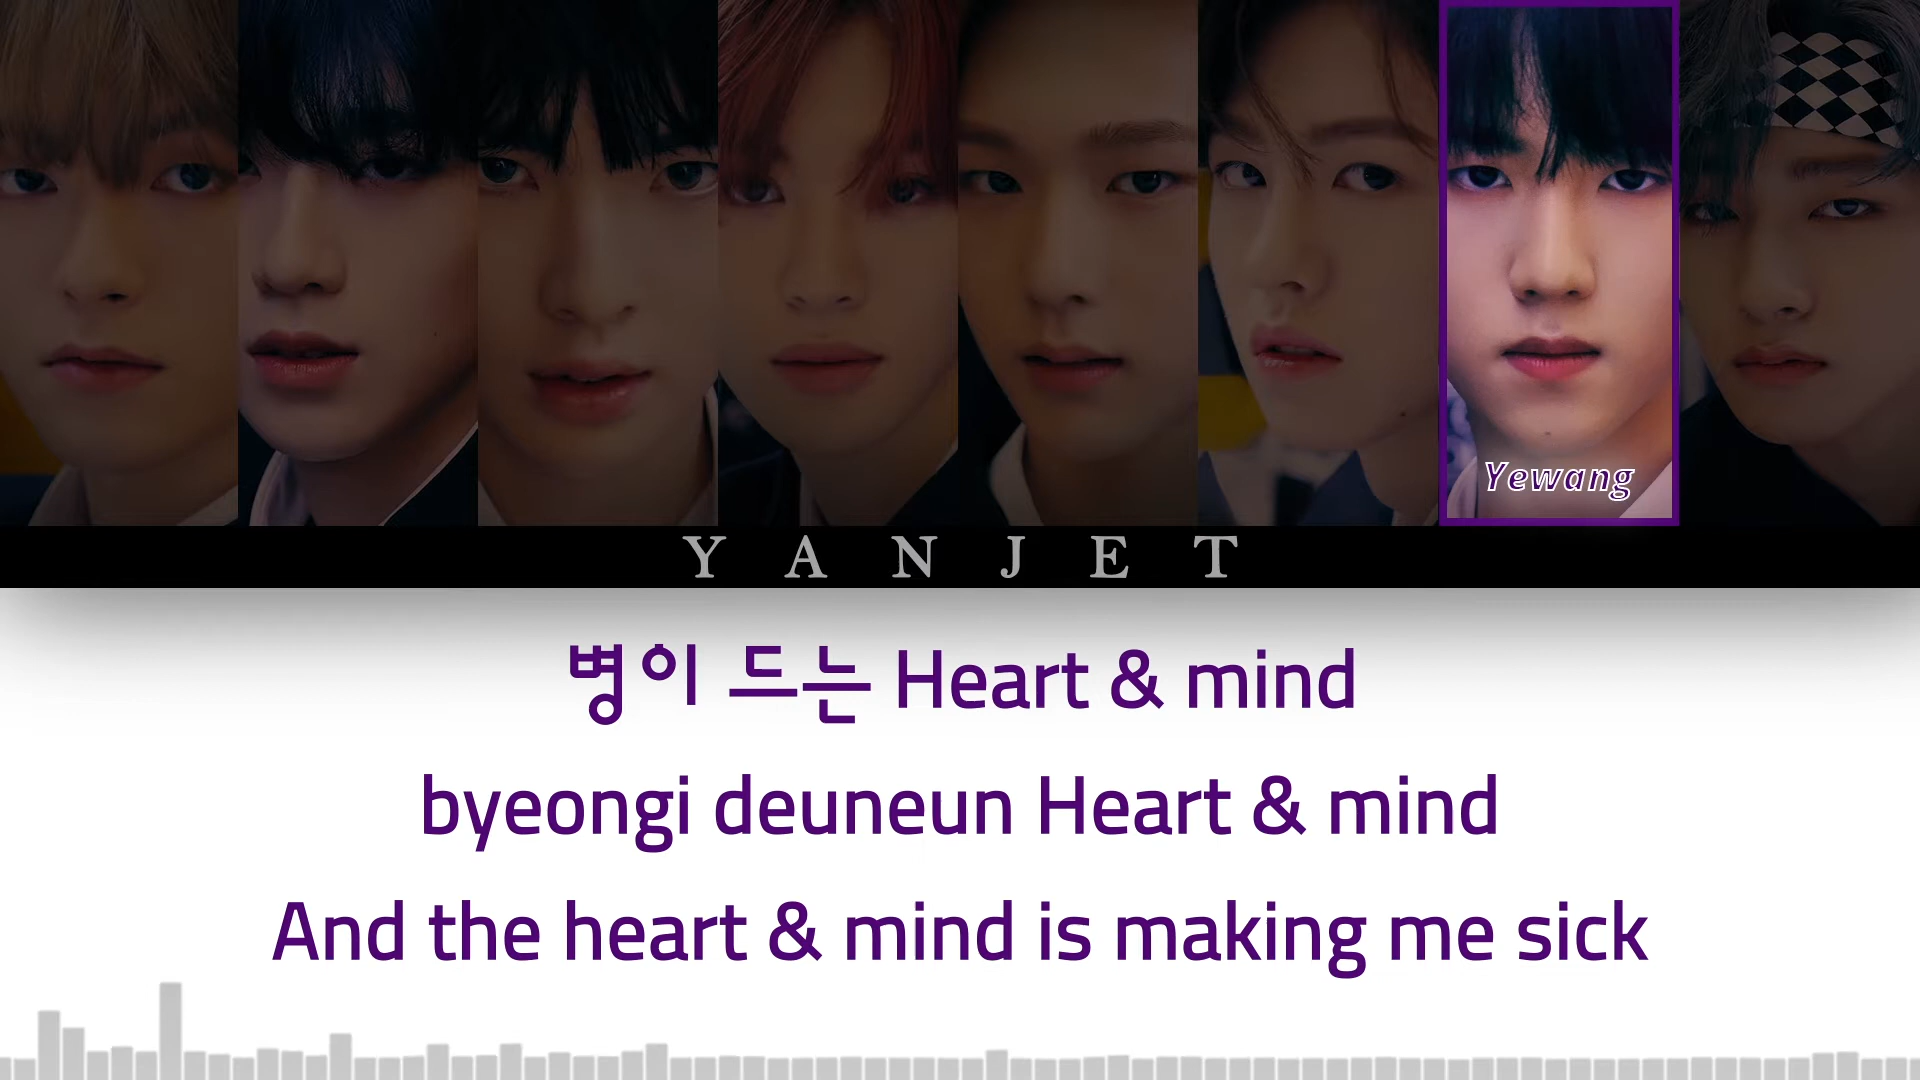 Yewang
YANJET
병이 드는 Heart & mind
byeongi deuneun Heart & mind
And the heart & mind is making me sick